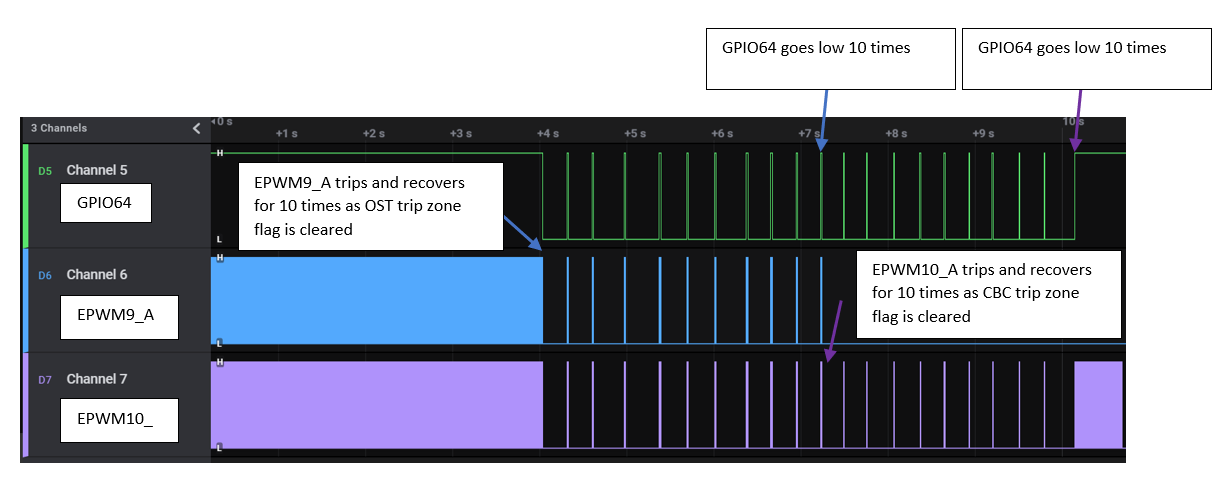 GPIO64 goes low 10 times
GPIO64 goes low 10 times
3 Channels
0 s
+1 s
+2 s
+3 s
+4 s
+5 s
+6 s
+7 s
+8 s
+9 s
10 s
D5 Channel 5
GPIO64
H
L
EPWM9_A trips and recovers
for 10 times as OST trip zone
flag is cleared
D6 Channel 6
EPWM9_A
H
L
EPWM10_A trips and recovers
for 10 times as CBC trip zone
flag is cleared
D7 Channel 7
EPWM10_
H
L